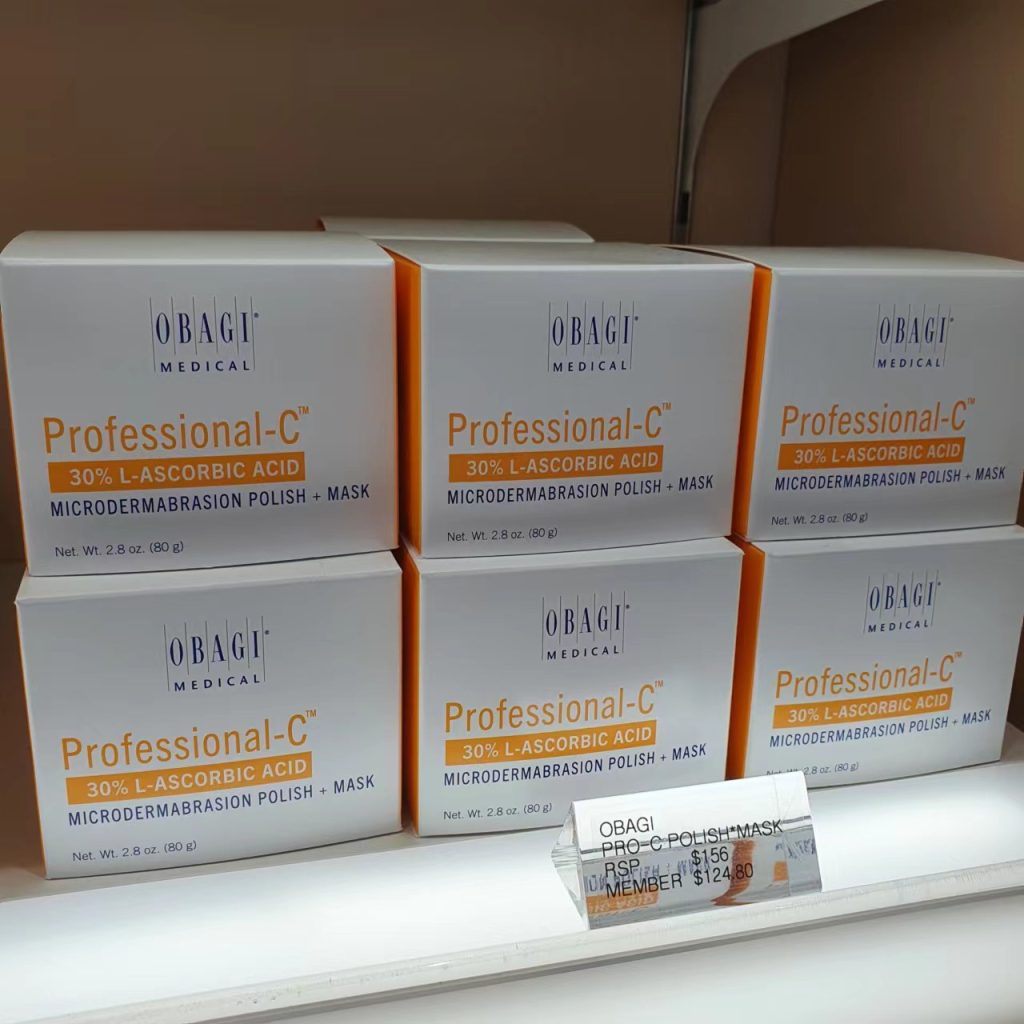 OBAGI®
MEDICAL
Professional-C™
30% L-ASCORBIC ACID
MICRODERMABRASION POLISH + MASK
Net. Wt. 2.8 oz. (80 g)
OBAGI®
MEDICAL
Professional-C™
30% L-ASCORBIC ACID
MICRODERMABRASION POLISH + MASK
Net. Wt. 2.8 oz. (80 g)
OBAGI®
MEDICAL
Professional-C™
30% L-ASCORBIC ACID
MICRODERMABRASION POLISH + MASK
Net. Wt. 2.8 oz. (80 g)
OBAGI®
MEDICAL
Professional-C™
30% L-ASCORBIC ACID
MICRODERMABRASION POLISH + MASK
Net. Wt. 2.8 oz. (80 g)
OBAGI®
MEDICAL
Professional-C™
30% L-ASCORBIC ACID
MICRODERMABRASION POLISH + MASK
Net. Wt. 2.8 oz. (80 g)
OBAGI®
MEDICAL
Professional-C™
30% L-ASCORBIC ACID
MICRODERMABRASION POLISH + MASK
2.8 oz. (80 g)
OBAGI
PRO-C POLISH*MASK
RSP $156
MEMBER $124.80